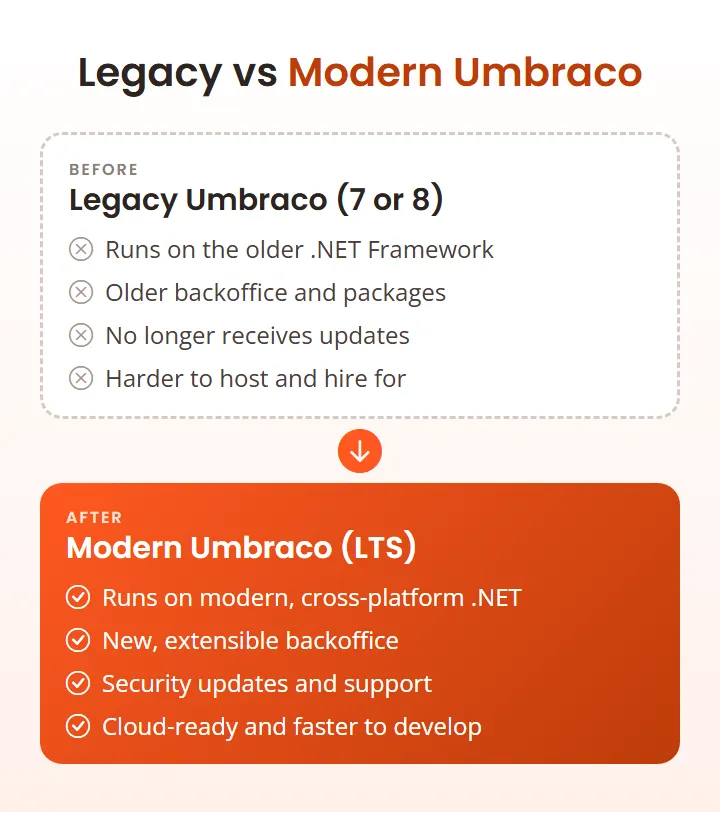 Legacy vs Modern Umbraco
BEFORE
Legacy Umbraco (7 or 8)
Runs on the older .NET Framework
Older backoffice and packages
No longer receives updates
Harder to host and hire for
AFTER
Modern Umbraco (LTS)
Runs on modern, cross-platform .NET
New, extensible backoffice
Security updates and support
Cloud-ready and faster to develop